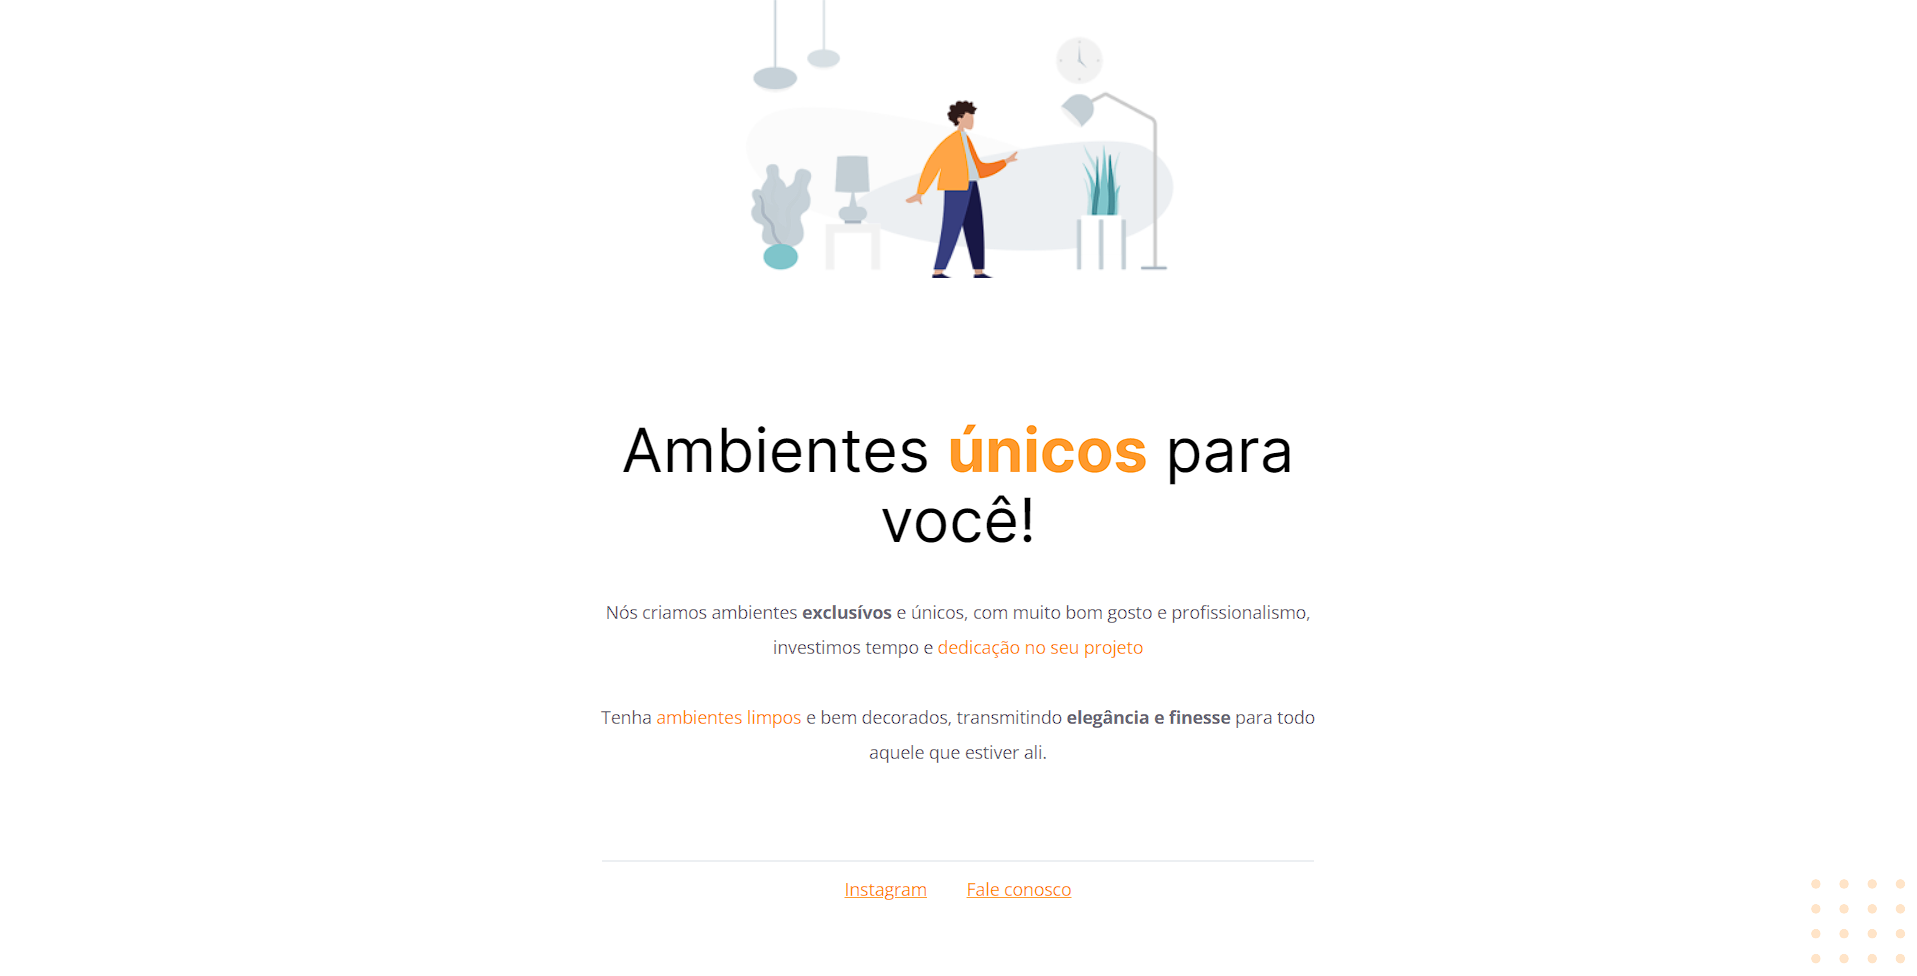 Ambientes únicos para
você!
Nós criamos ambientes exclusívos e únicos, com muito bom gosto e profissionalismo,
investimos tempo e dedicação no seu projeto
Tenha ambientes limpos e bem decorados, transmitindo elegância e finesse para todo
aquele que estiver ali.
Instagram Fale conosco